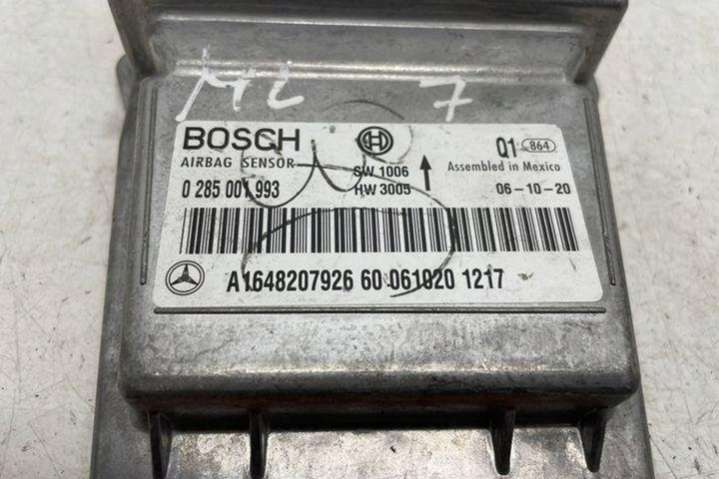 ML 7
BOSCH
Q1 864
AIRBAG SENSOR SW 1006 Assembled in Mexico
0 285 001 993 HW 3005 06-10-20
A1648207926 60 061020 1217